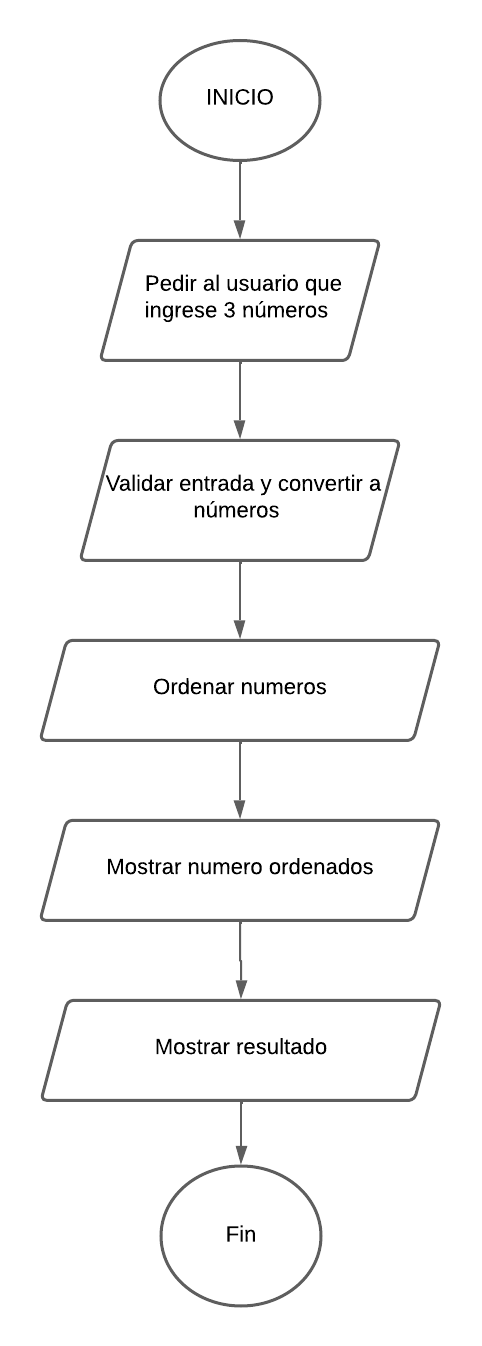 INICIO
Pedir al usuario que
ingrese 3 números
Validar entrada y convertir a
números
Ordenar numeros
Mostrar numero ordenados
Mostrar resultado
Fin